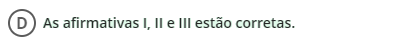 D As afirmativas I, II e III estão corretas.